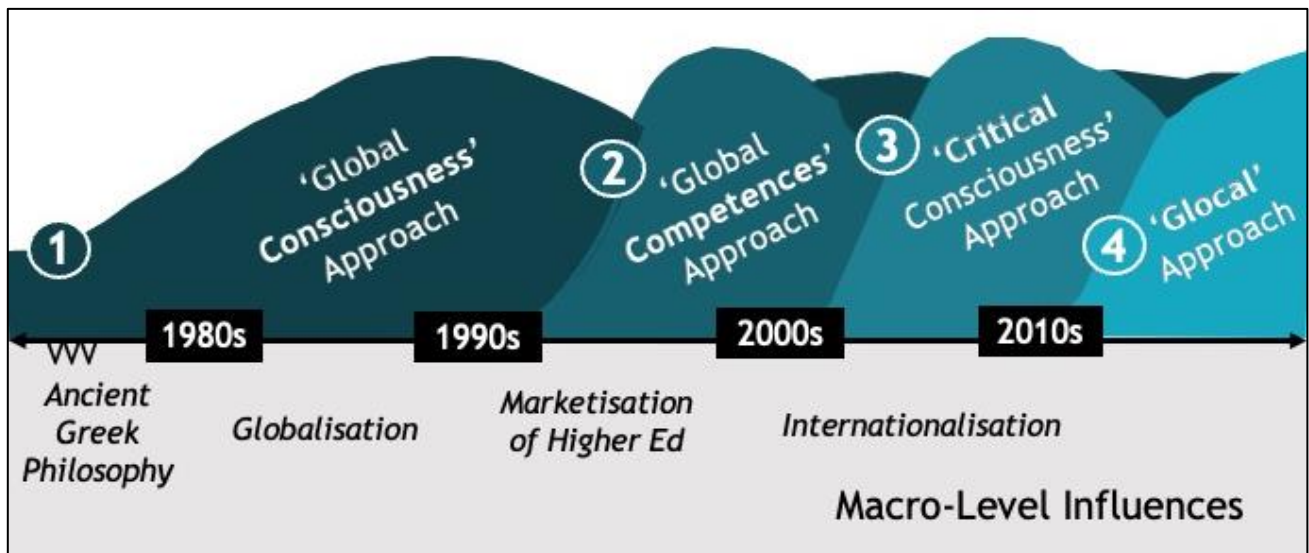 1
'Global
Consciousness'
Approach
2
'Global
Competences'
Approach
3
'Critical
Consciousness'
Approach
4
'Glocal'
Approach
1980s
1990s
2000s
2010s
Ancient
Greek
Philosophy
Globalisation
Marketisation
of Higher Ed
Internationalisation
Macro-Level Influences